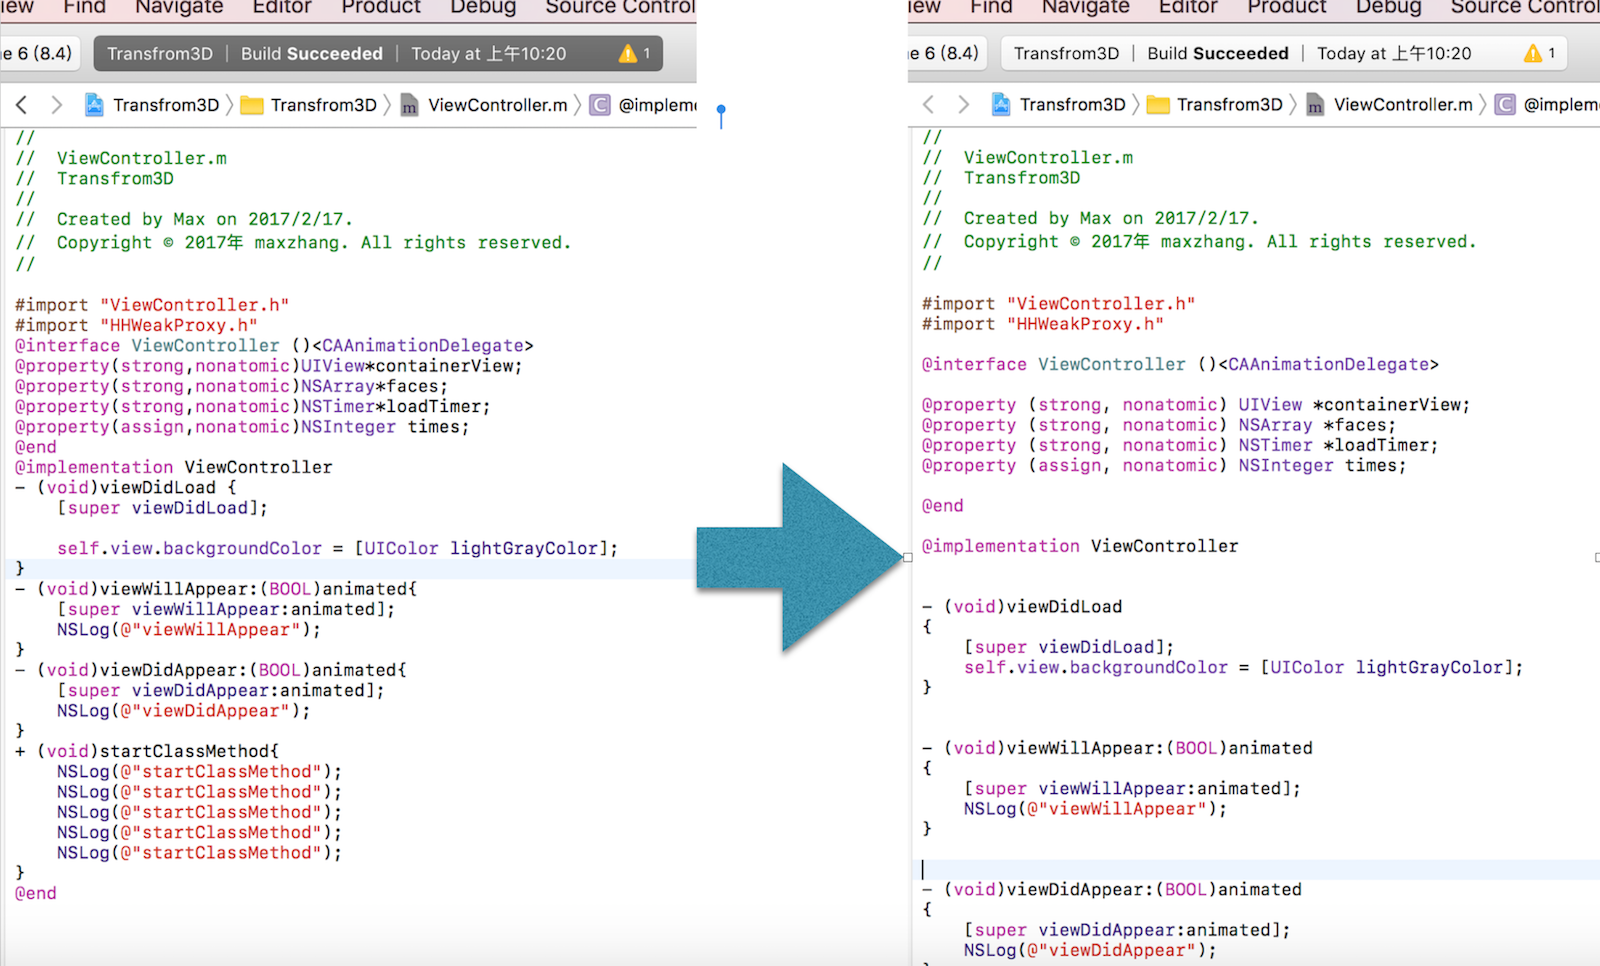 iew Find Navigate Editor Product Debug Source Control
e 6 (8.4) Transfrom3D | Build Succeeded | Today at 上午10:20 1
Transfrom3D Transfrom3D m ViewController.m C @implem
//
// ViewController.m
// Transfrom3D
//
// Created by Max on 2017/2/17.
// Copyright © 2017年 maxzhang. All rights reserved.
//
#import "ViewController.h"
#import "HHWeakProxy.h"
@interface ViewController ()<CAAnimationDelegate>
@property(strong,nonatomic)UIView*containerView;
@property(strong,nonatomic)NSArray*faces;
@property(strong,nonatomic)NSTimer*loadTimer;
@property(assign,nonatomic)NSInteger times;
@end
@implementation ViewController
- (void)viewDidLoad {
    [super viewDidLoad];
    self.view.backgroundColor = [UIColor lightGrayColor];
}
- (void)viewWillAppear:(BOOL)animated{
    [super viewWillAppear:animated];
    NSLog(@"viewWillAppear");
}
- (void)viewDidAppear:(BOOL)animated{
    [super viewDidAppear:animated];
    NSLog(@"viewDidAppear");
}
+ (void)startClassMethod{
    NSLog(@"startClassMethod");
    NSLog(@"startClassMethod");
    NSLog(@"startClassMethod");
    NSLog(@"startClassMethod");
    NSLog(@"startClassMethod");
}
@end
iew Find Navigate Editor Product Debug Source Control
e 6 (8.4) Transfrom3D | Build Succeeded | Today at 上午10:20 1
Transfrom3D Transfrom3D m ViewController.m C @implem
//
// ViewController.m
// Transfrom3D
//
// Created by Max on 2017/2/17.
// Copyright © 2017年 maxzhang. All rights reserved.
//
#import "ViewController.h"
#import "HHWeakProxy.h"
@interface ViewController ()<CAAnimationDelegate>
@property (strong, nonatomic) UIView *containerView;
@property (strong, nonatomic) NSArray *faces;
@property (strong, nonatomic) NSTimer *loadTimer;
@property (assign, nonatomic) NSInteger times;
@end
@implementation ViewController
- (void)viewDidLoad
{
    [super viewDidLoad];
    self.view.backgroundColor = [UIColor lightGrayColor];
}
- (void)viewWillAppear:(BOOL)animated
{
    [super viewWillAppear:animated];
    NSLog(@"viewWillAppear");
}
- (void)viewDidAppear:(BOOL)animated
{
    [super viewDidAppear:animated];
    NSLog(@"viewDidAppear");